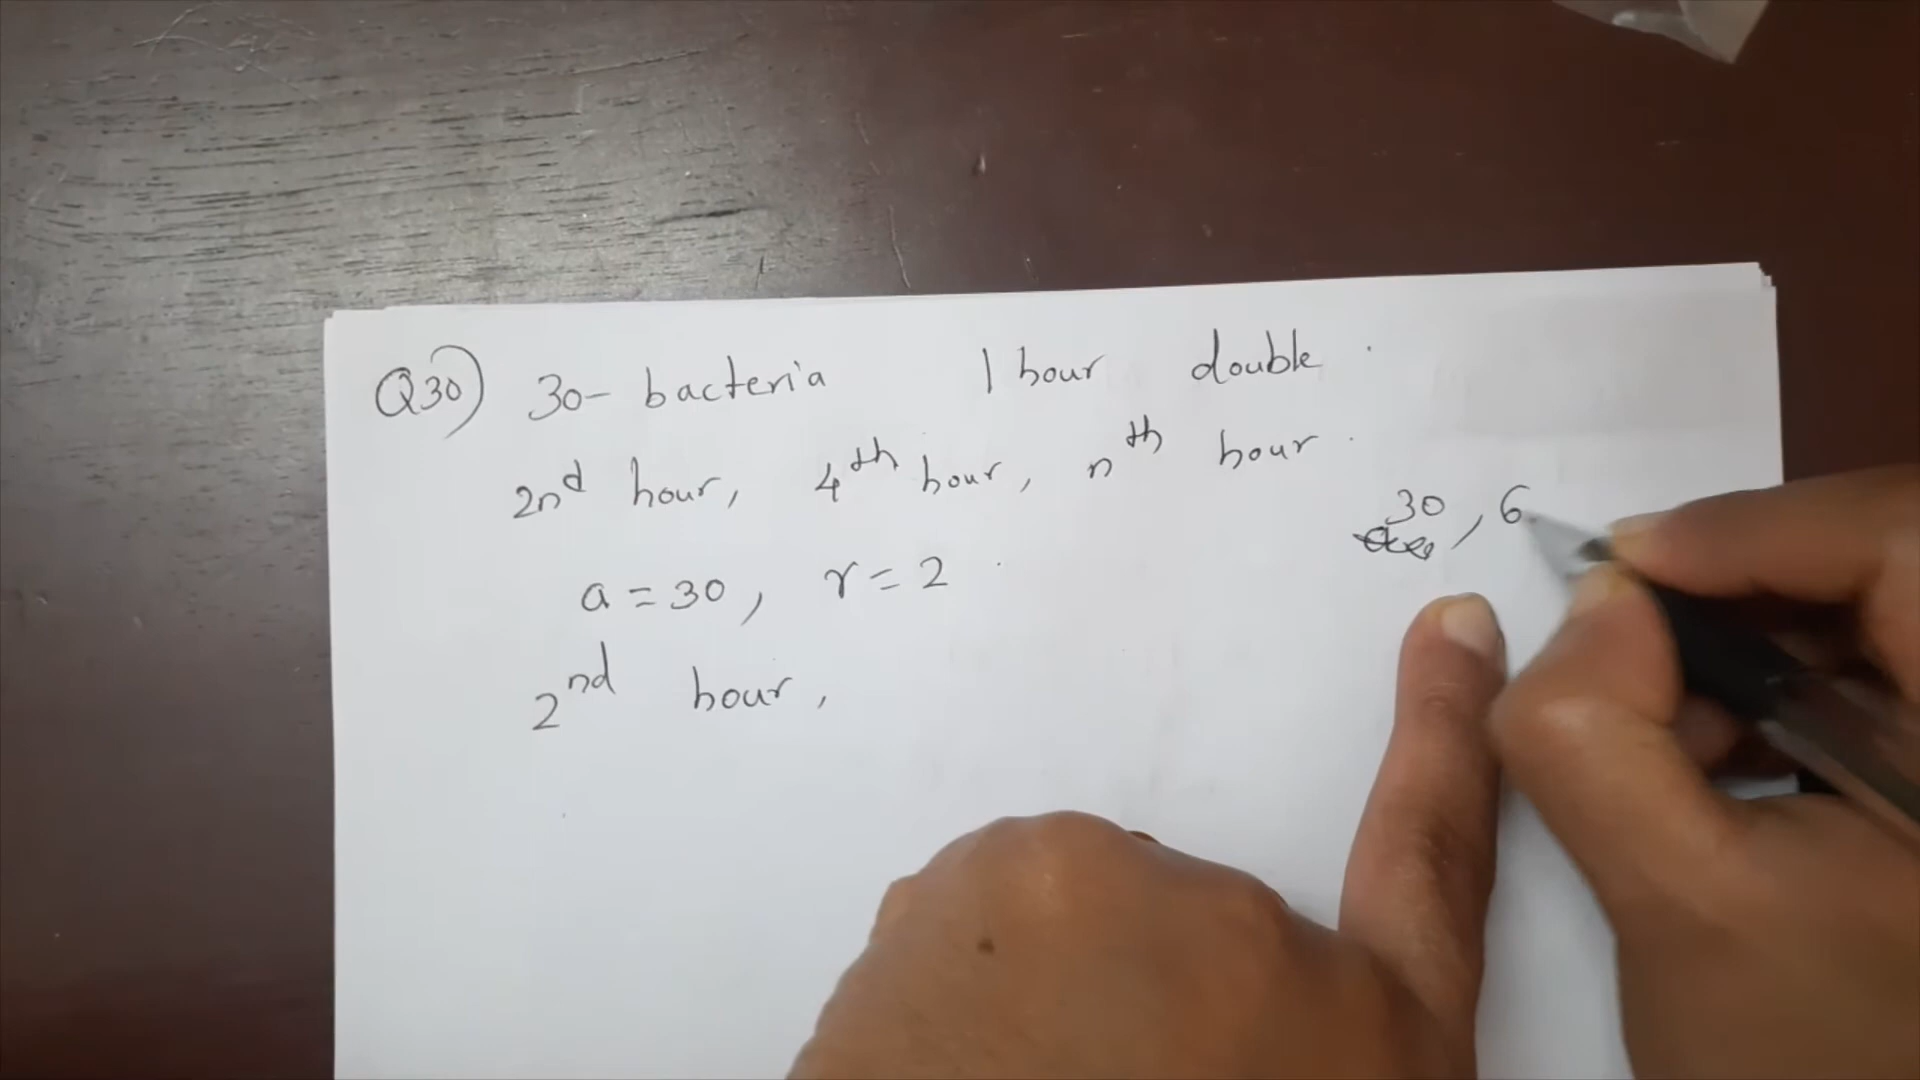 Q30) 30- bacteria 1 hour double.
2nd hour, 4th hour, nth hour.
30, 6
a = 30, r = 2.
2nd hour,